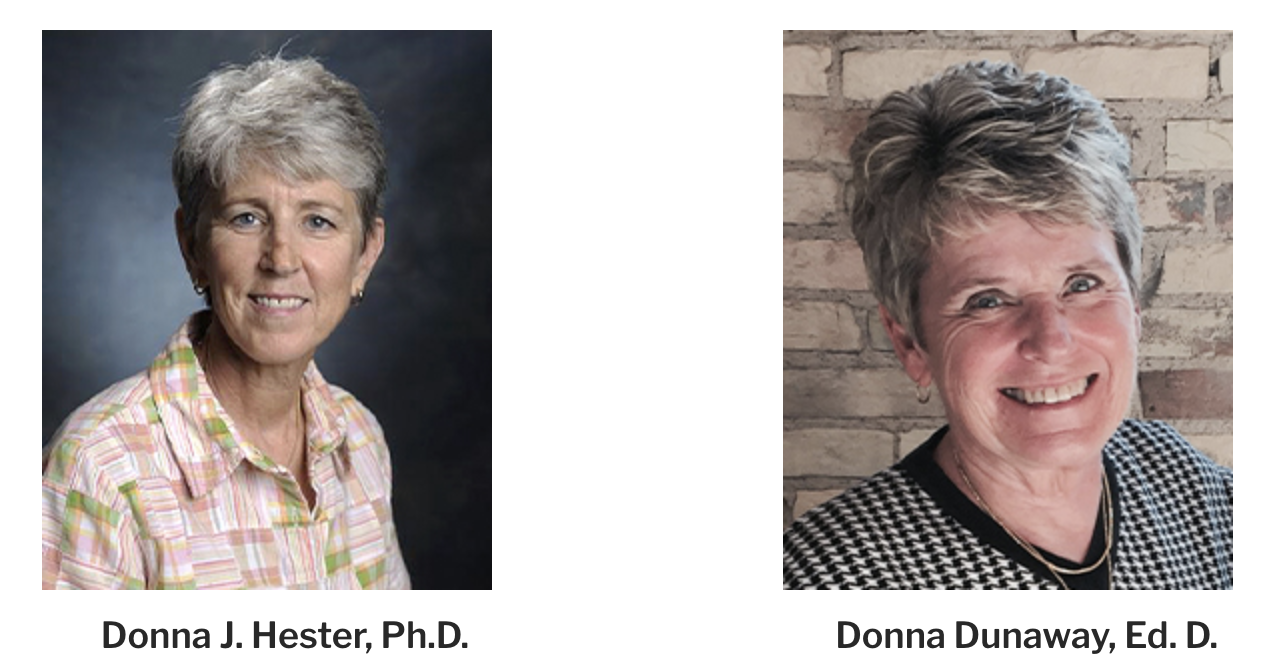 Donna J. Hester, Ph.D.
Donna Dunaway, Ed. D.